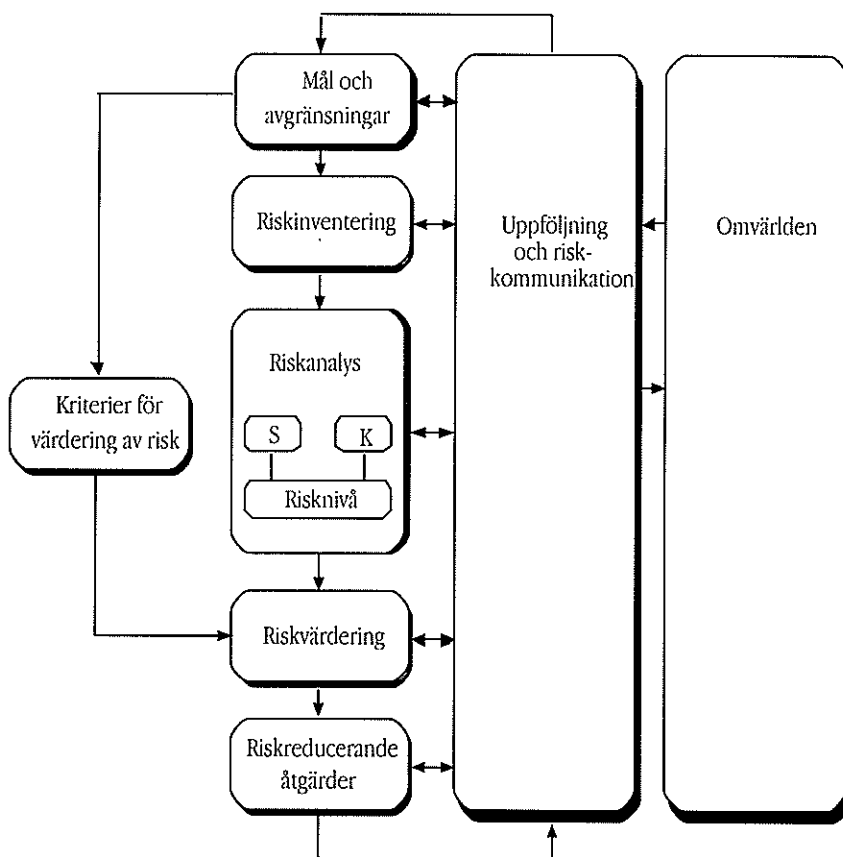 Mål och
avgränsningar
Riskinventering
Uppföljning
och risk-
kommunikation
Omvärlden
Riskanalys
Kriterier för
värdering av risk
S
K
Risknivå
Riskvärdering
Riskreducerande
åtgärder